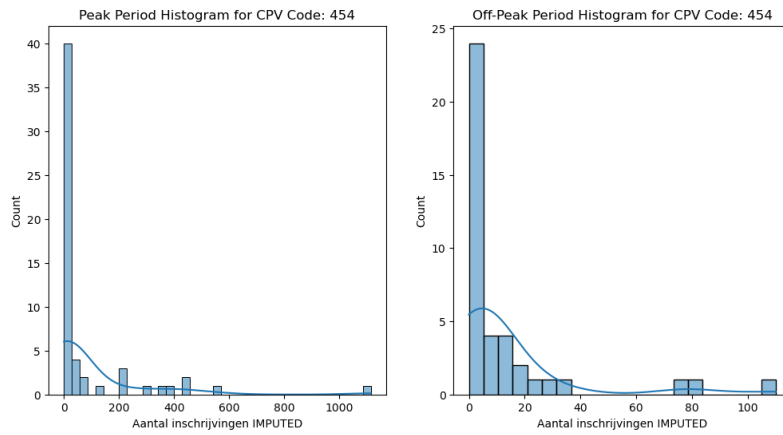 Peak Period Histogram for CPV Code: 454
40
35
30
25
20
15
10
5
0
Count
0 200 400 600 800 1000
Aantal inschrijvingen IMPUTED
Off-Peak Period Histogram for CPV Code: 454
25
20
15
10
5
0
Count
0 20 40 60 80 100
Aantal inschrijvingen IMPUTED